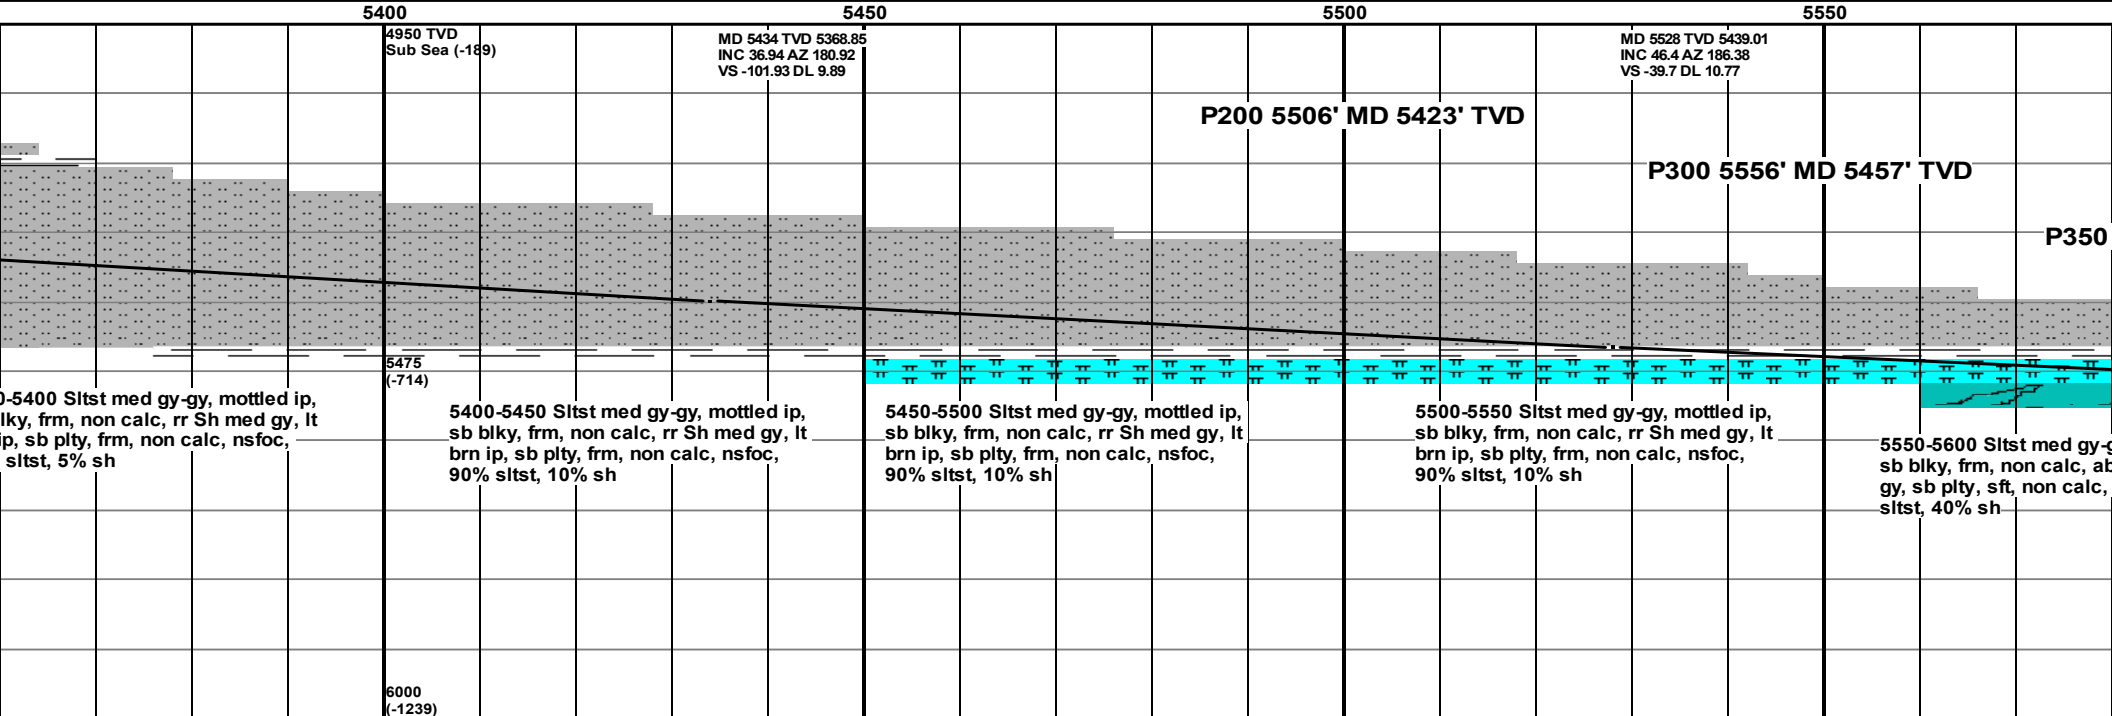 5400
5450
5500
5550
4950 TVD
Sub Sea (-189)
MD 5434 TVD 5368.85
INC 36.94 AZ 180.92
VS -101.93 DL 9.89
MD 5528 TVD 5439.01
INC 46.4 AZ 186.38
VS -39.7 DL 10.77
P200 5506' MD 5423' TVD
P300 5556' MD 5457' TVD
P350
5475
(-714)
0-5400 Sltst med gy-gy, mottled ip,
blky, frm, non calc, rr Sh med gy, lt
ip, sb plty, frm, non calc, nsfoc,
sltst, 5% sh
5400-5450 Sltst med gy-gy, mottled ip,
sb blky, frm, non calc, rr Sh med gy, lt
brn ip, sb plty, frm, non calc, nsfoc,
90% sltst, 10% sh
5450-5500 Sltst med gy-gy, mottled ip,
sb blky, frm, non calc, rr Sh med gy, lt
brn ip, sb plty, frm, non calc, nsfoc,
90% sltst, 10% sh
5500-5550 Sltst med gy-gy, mottled ip,
sb blky, frm, non calc, rr Sh med gy, lt
brn ip, sb plty, frm, non calc, nsfoc,
90% sltst, 10% sh
5550-5600 Sltst med gy-g
sb blky, frm, non calc, ab
gy, sb plty, sft, non calc,
sltst, 40% sh
6000
(-1239)